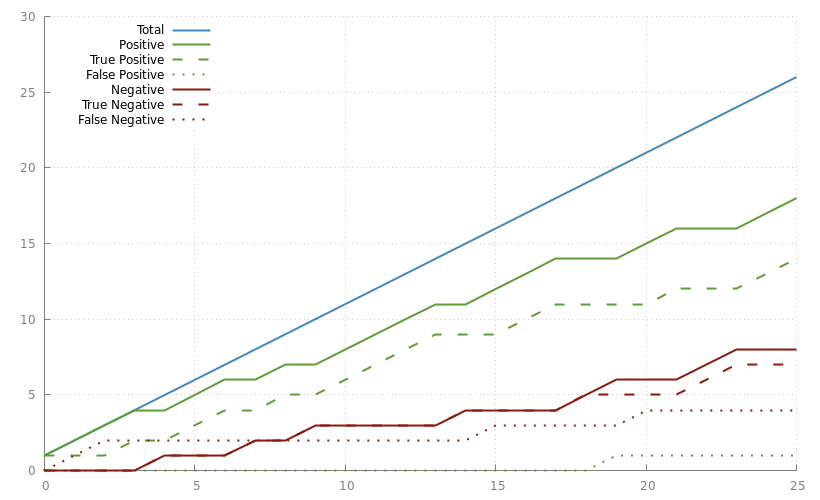 30
25
20
15
10
5
0
Total
Positive
True Positive
False Positive
Negative
True Negative
False Negative
0 5 10 15 20 25